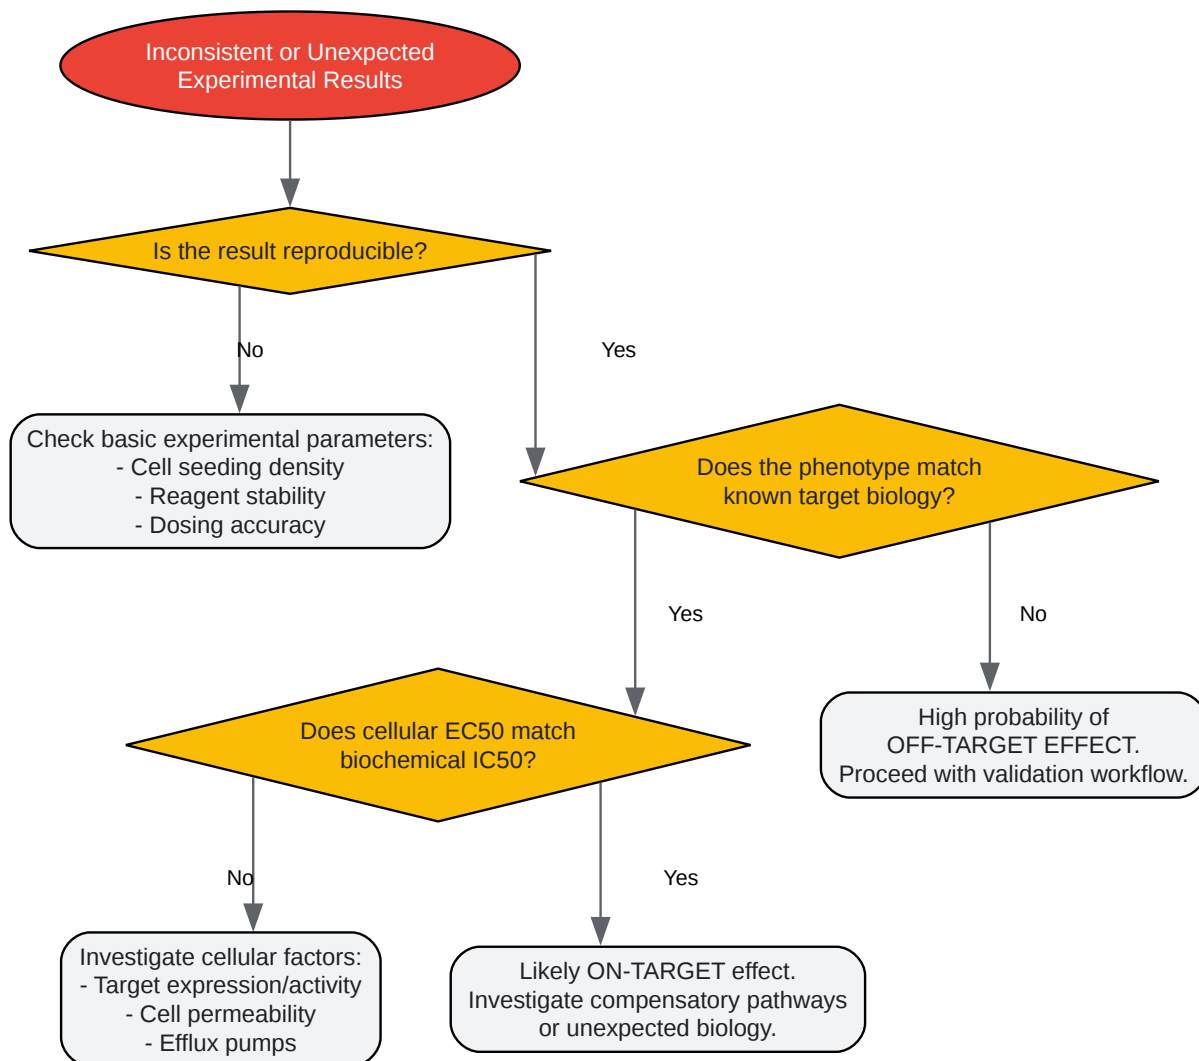 Inconsistent or Unexpected
Experimental Results
Is the result reproducible?
No
Yes
Check basic experimental parameters:
- Cell seeding density
- Reagent stability
- Dosing accuracy
Does the phenotype match
known target biology?
Yes
No
Does cellular EC50 match
biochemical IC50?
High probability of
OFF-TARGET EFFECT.
Proceed with validation workflow.
No
Yes
Investigate cellular factors:
- Target expression/activity
- Cell permeability
- Efflux pumps
Likely ON-TARGET effect.
Investigate compensatory pathways
or unexpected biology.